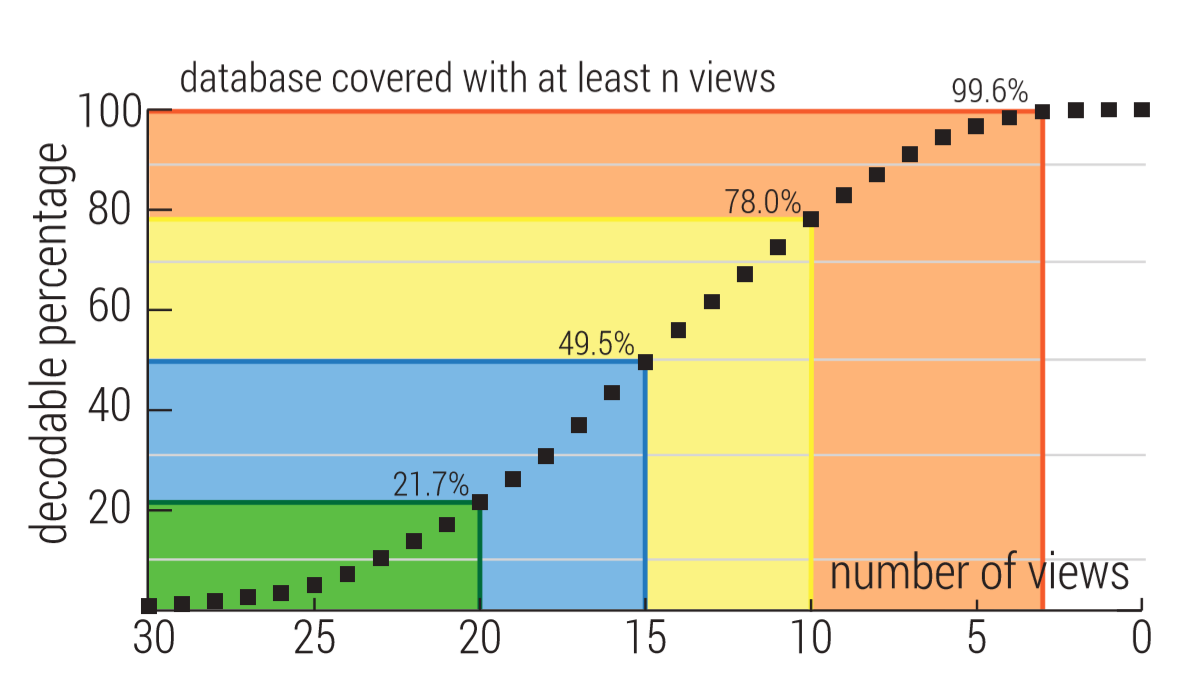 database covered with at least n views
99.6%
100
78.0%
80
60
49.5%
40
21.7%
20
decodable percentage
number of views
30 25 20 15 10 5 0